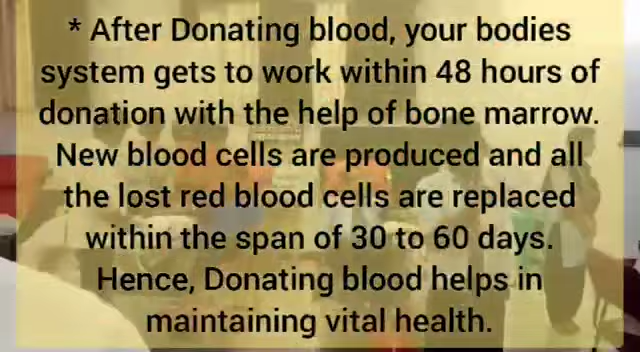 * After Donating blood, your bodies
system gets to work within 48 hours of
donation with the help of bone marrow.
New blood cells are produced and all
the lost red blood cells are replaced
within the span of 30 to 60 days.
Hence, Donating blood helps in
maintaining vital health.